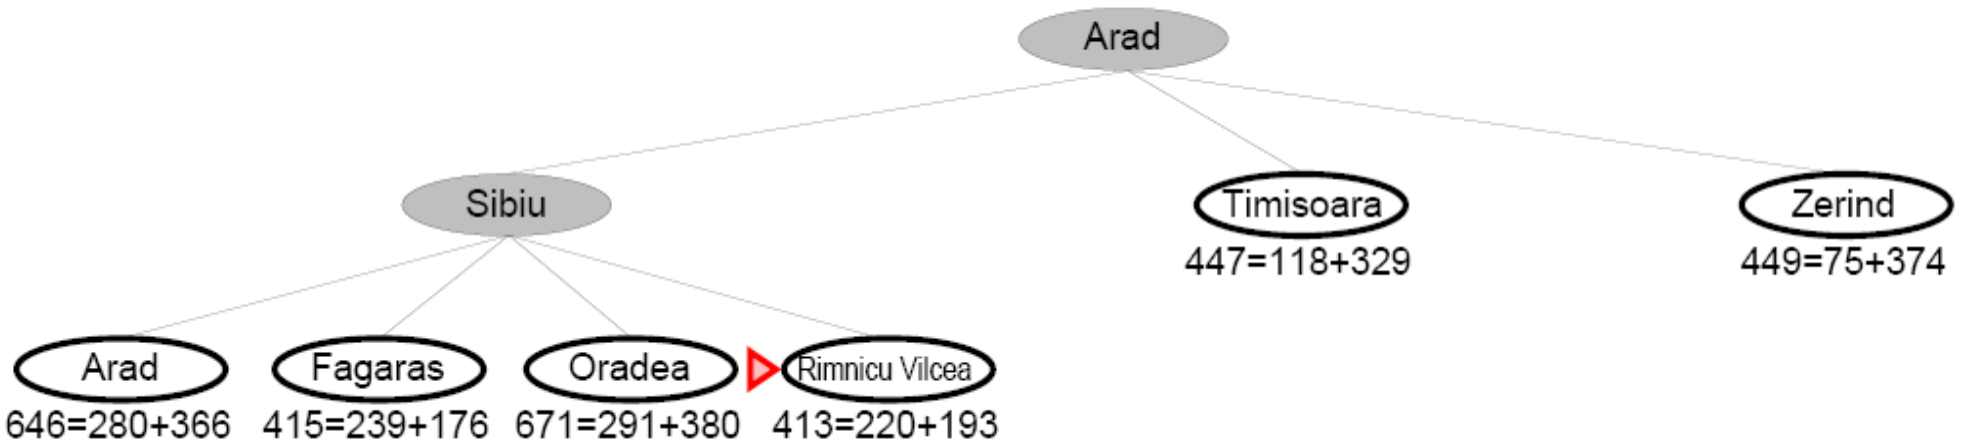 Arad
Sibiu
Timisoara
Zerind
447=118+329
449=75+374
Arad
Fagaras
Oradea
Rimnicu Vilcea
646=280+366
415=239+176
671=291+380
413=220+193